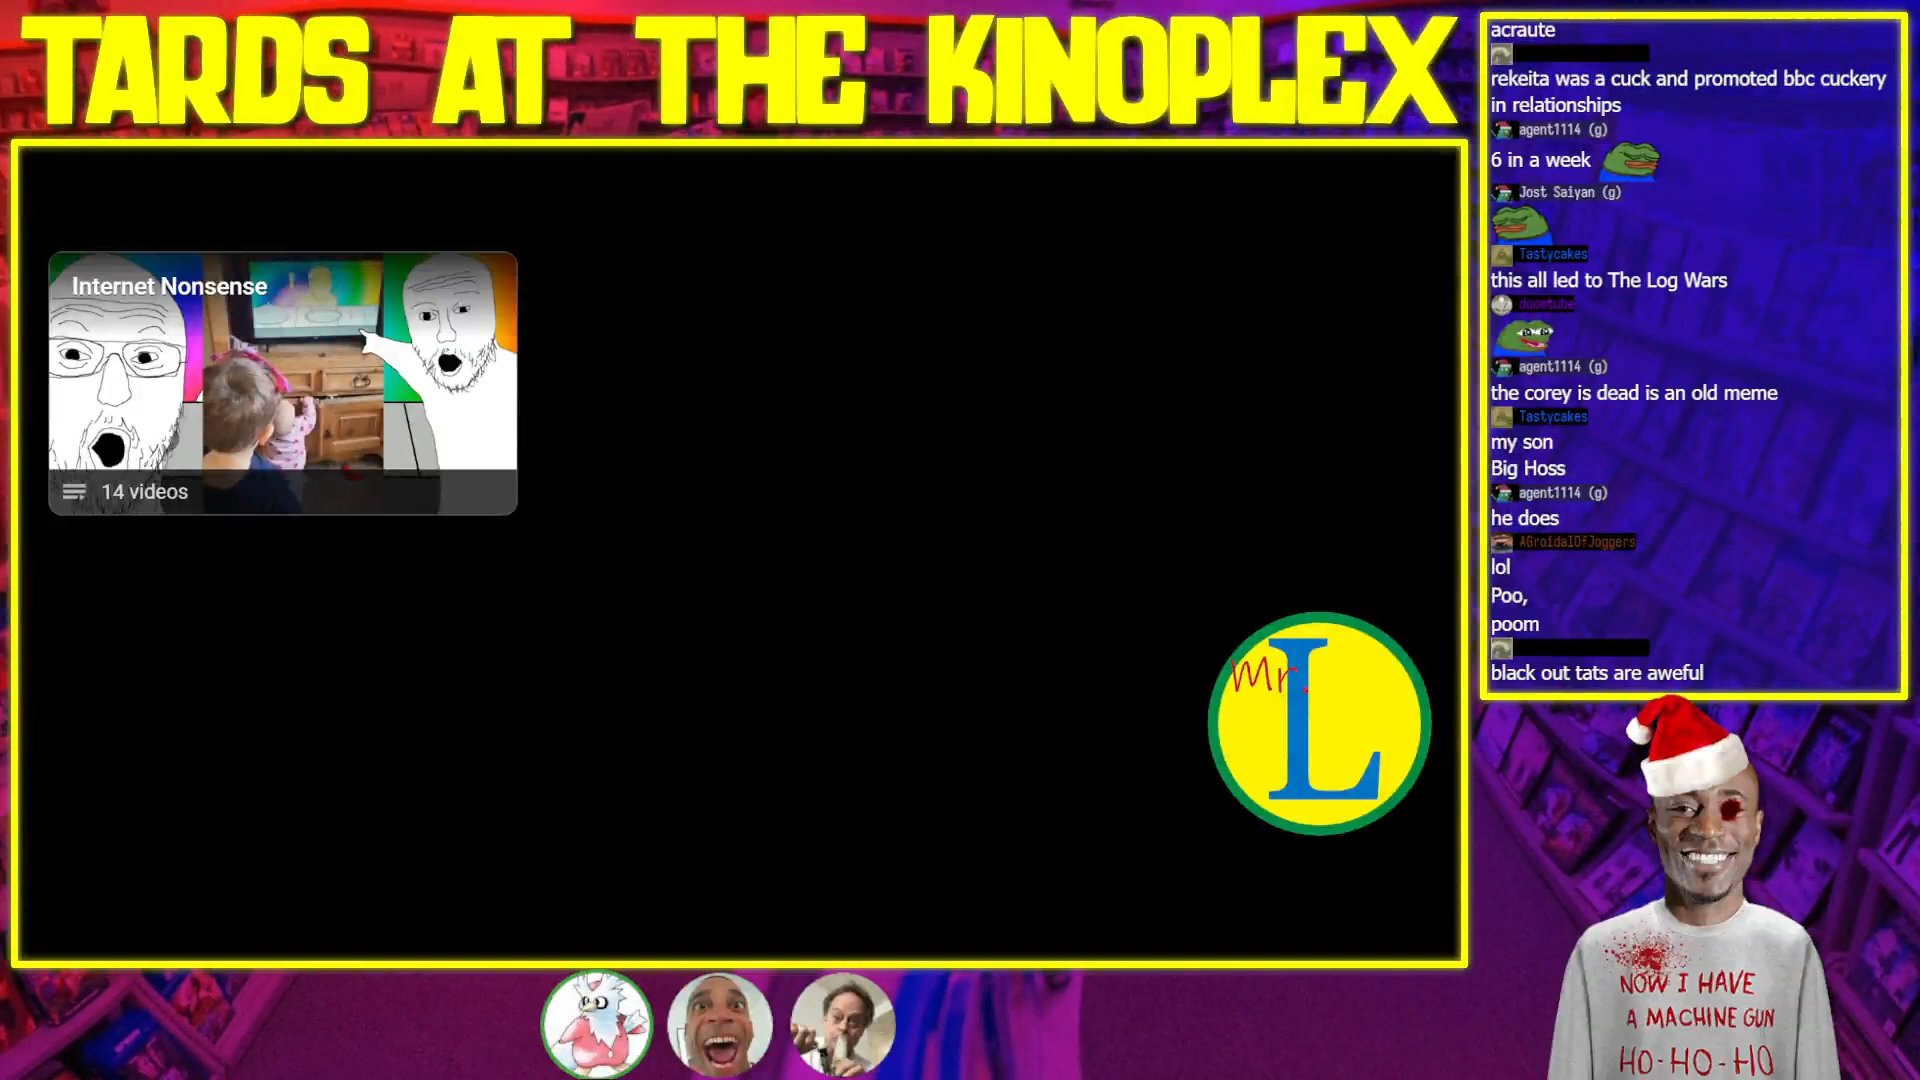 TARDS AT THE KINOPLEX
Internet Nonsense
14 videos
Mr.
L
acraute
rekeita was a cuck and promoted bbc cuckery
in relationships
agent1114 (g)
6 in a week
Jost Saiyan (g)
Tastycakes
this all led to The Log Wars
doomtube
agent1114 (g)
the corey is dead is an old meme
Tastycakes
my son
Big Hoss
agent1114 (g)
he does
AGroidalOfJoggers
lol
Poo,
poom
black out tats are aweful
NOW I HAVE
A MACHINE GUN
HO-HO-HO